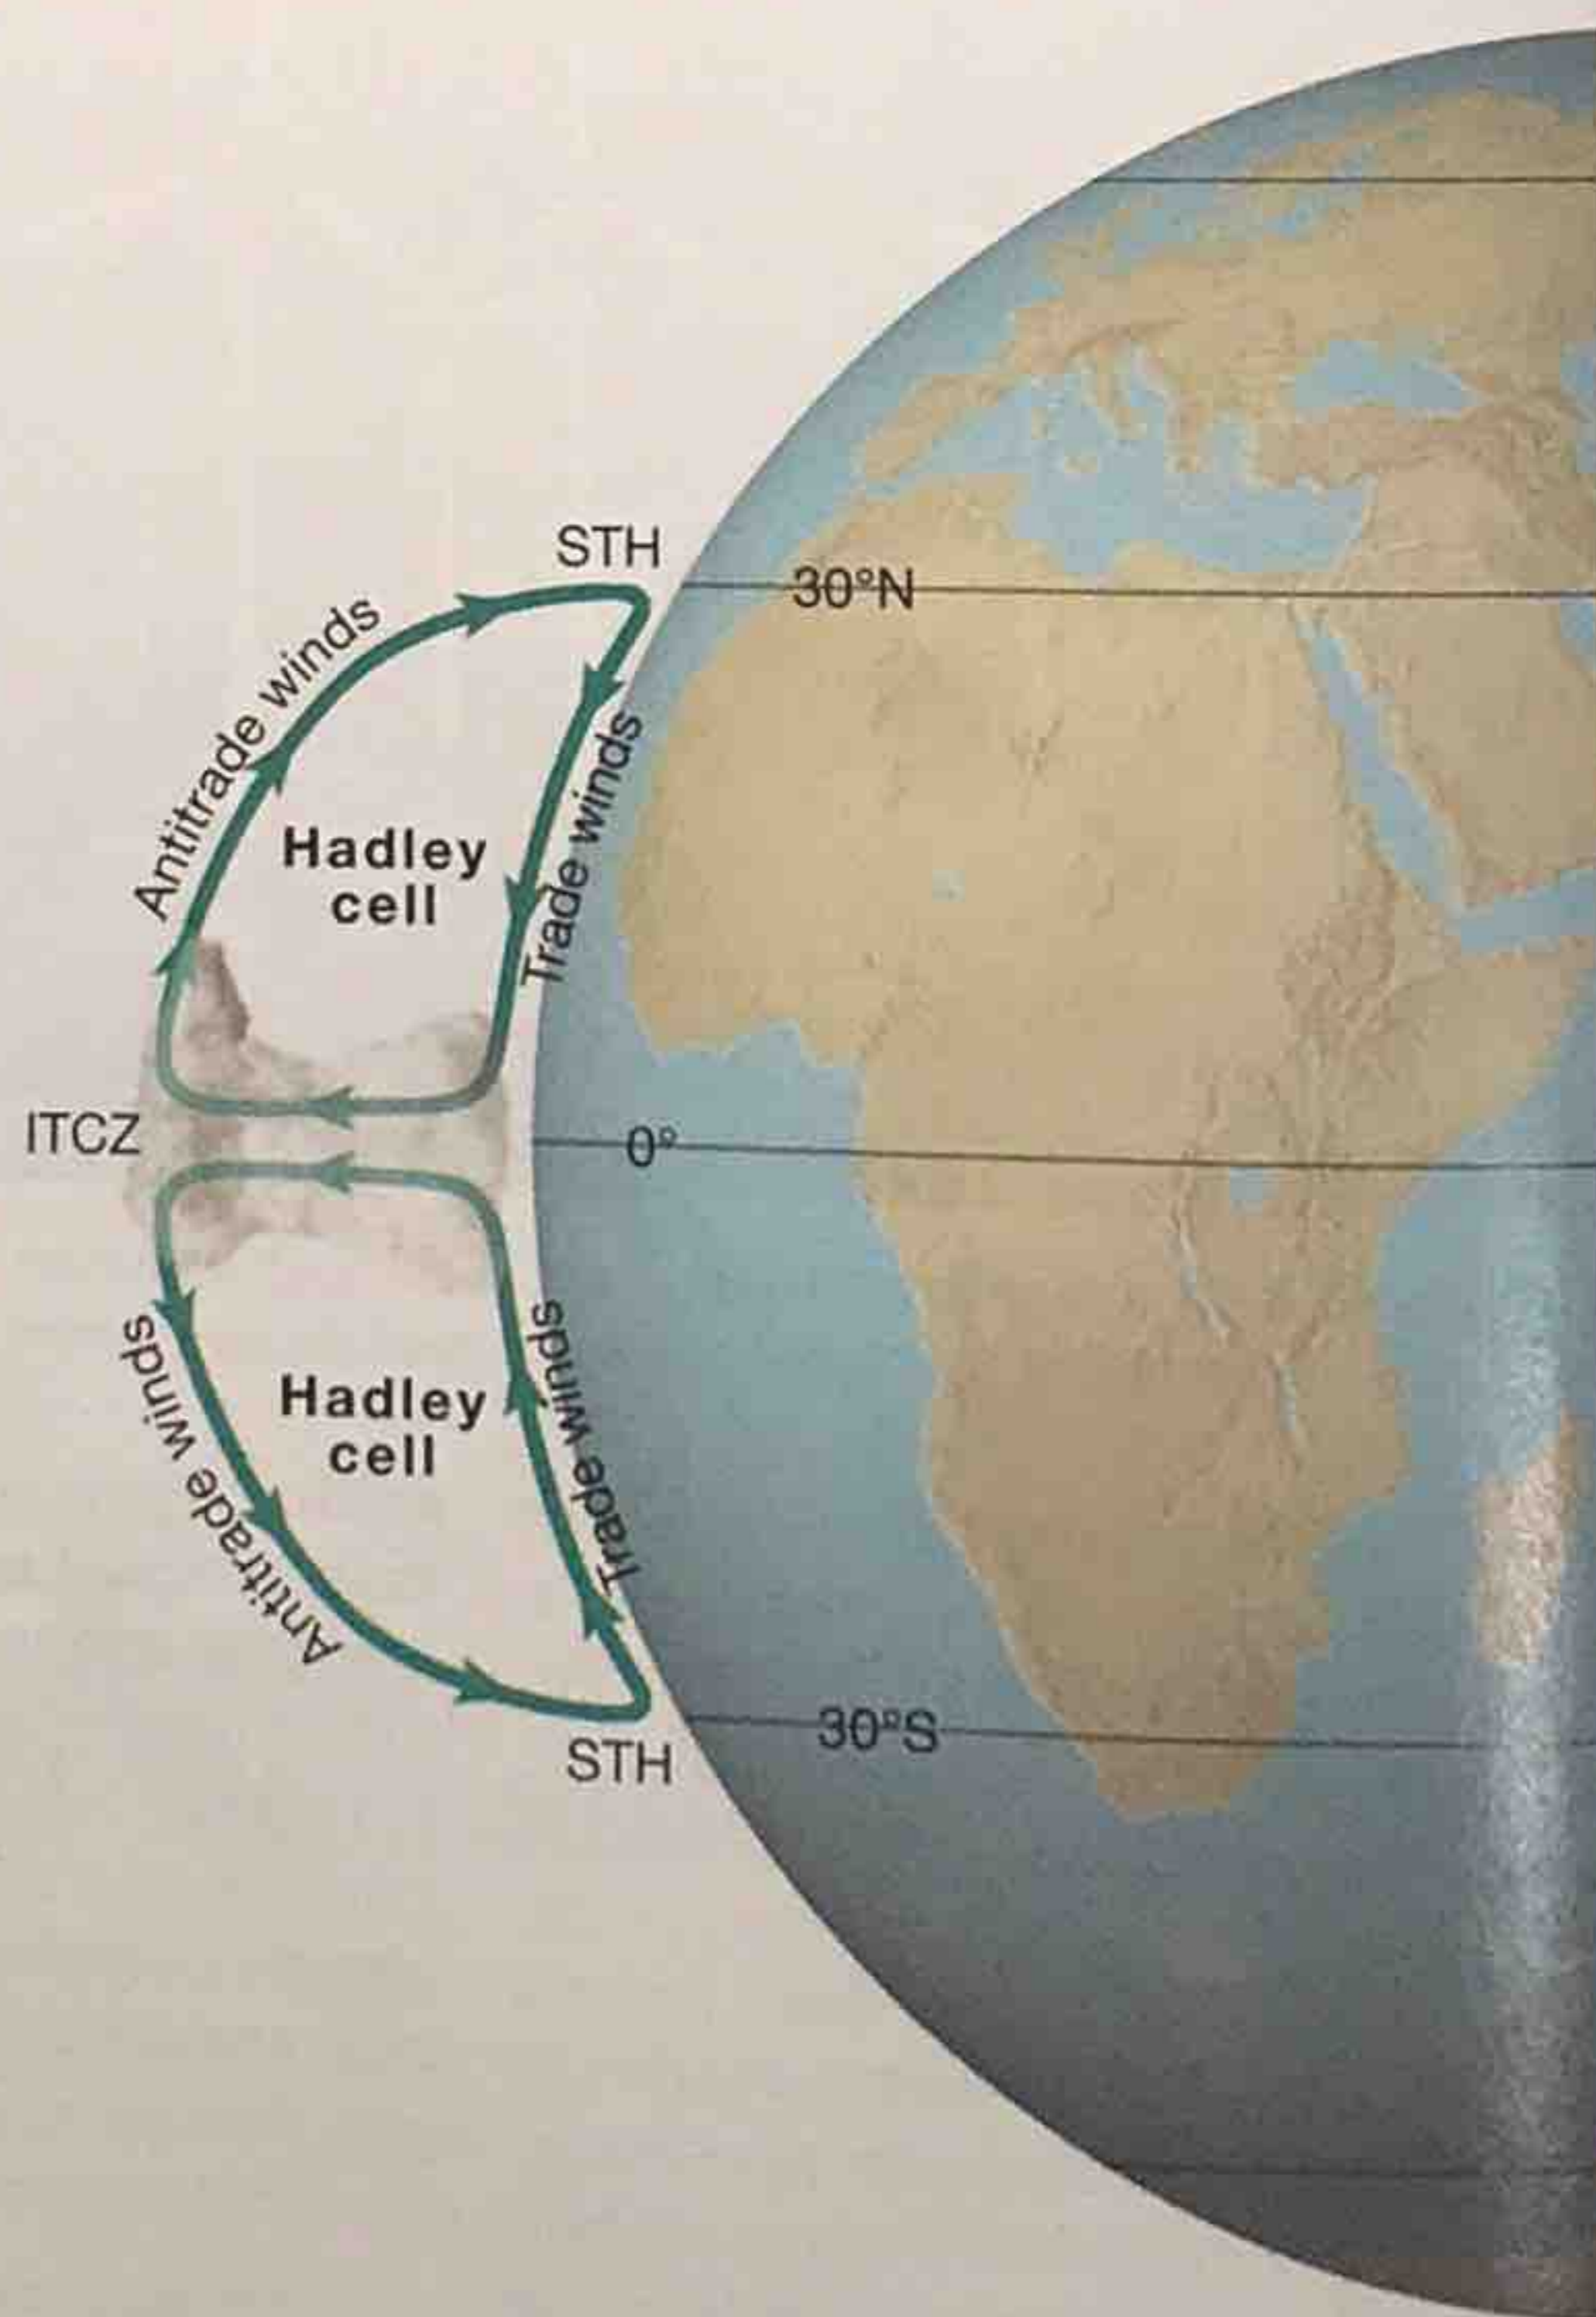 STH
30°N
Antitrade winds
Trade winds
Hadley
cell
ITCZ
0°
Hadley
cell
Trade winds
Antitrade winds
30°S
STH